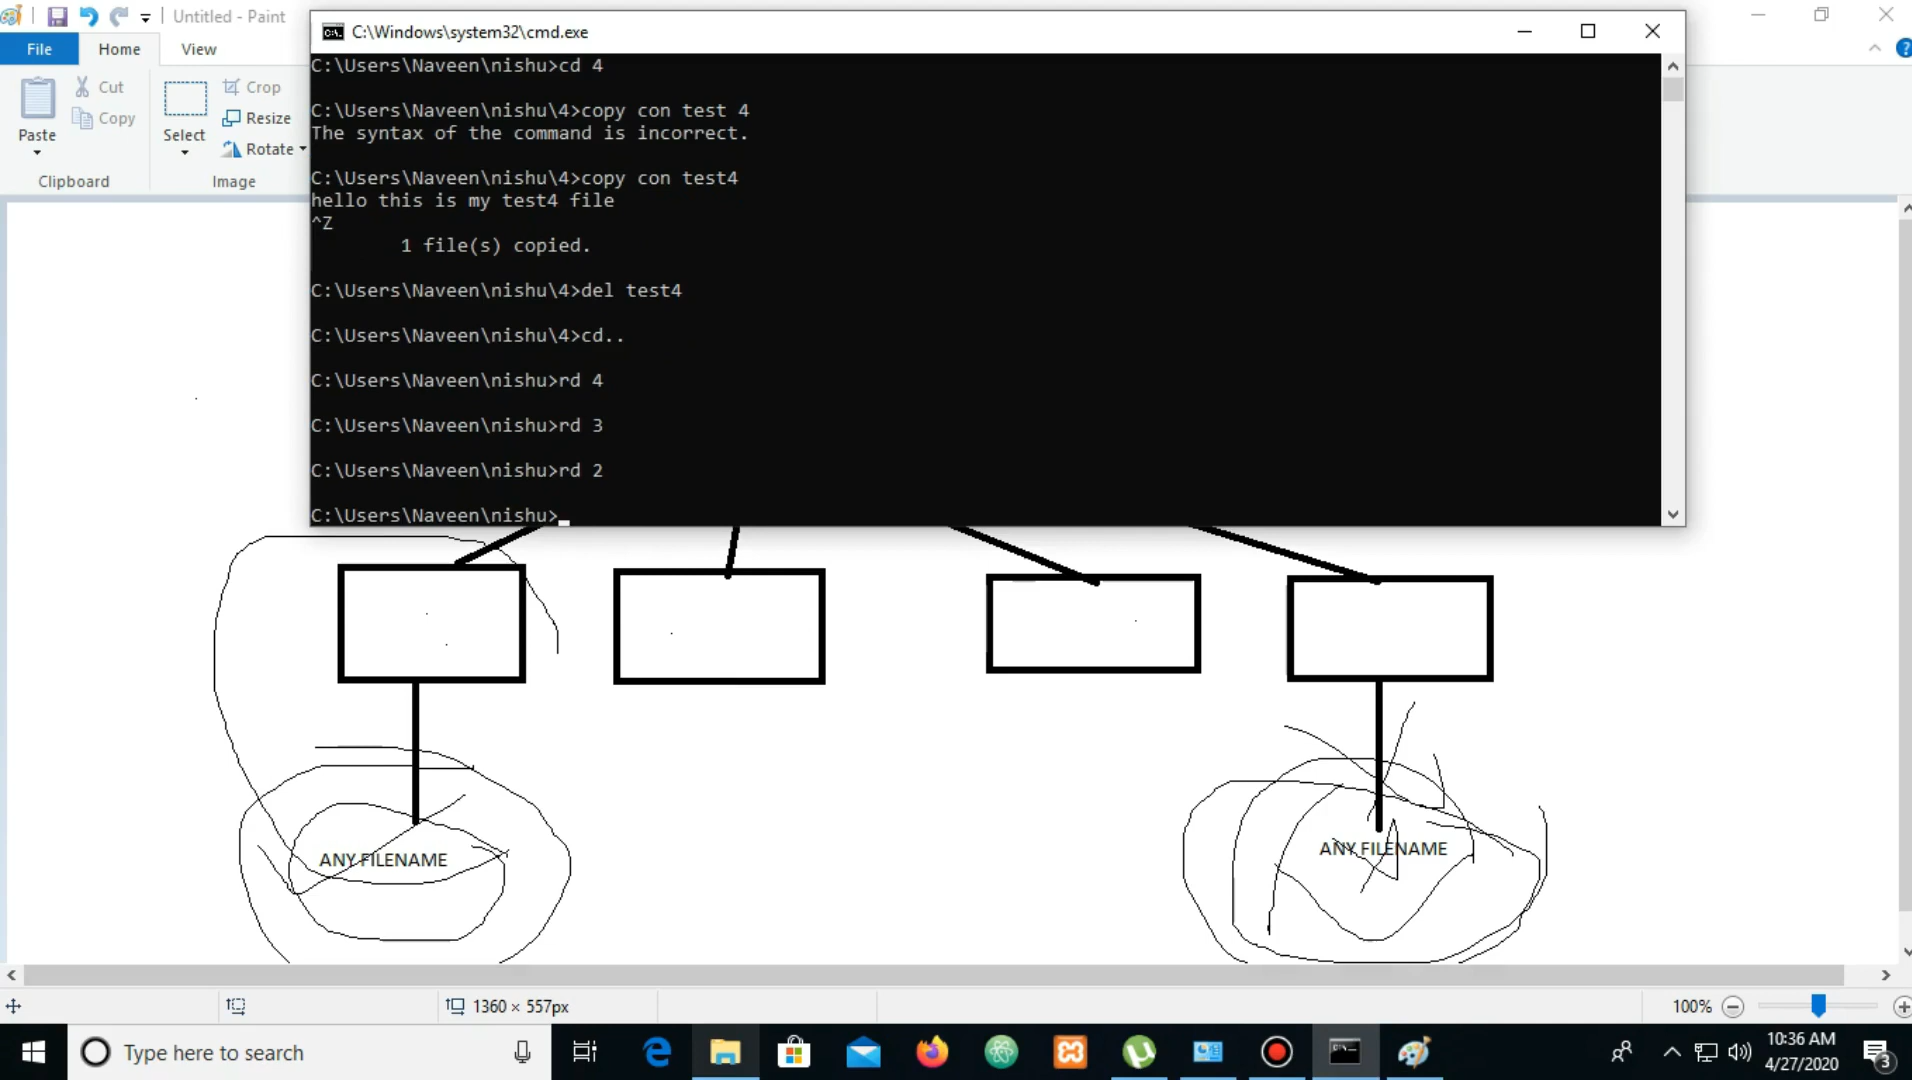 Untitled - Paint
C:\Windows\system32\cmd.exe
File Home View
Cut
Copy
Paste
Clipboard
Select
Crop
Resize
Rotate
Image
C:\Users\Naveen\nishu>cd 4
C:\Users\Naveen\nishu\4>copy con test 4
The syntax of the command is incorrect.
C:\Users\Naveen\nishu\4>copy con test4
hello this is my test4 file
^Z
1 file(s) copied.
C:\Users\Naveen\nishu\4>del test4
C:\Users\Naveen\nishu\4>cd..
C:\Users\Naveen\nishu>rd 4
C:\Users\Naveen\nishu>rd 3
C:\Users\Naveen\nishu>rd 2
C:\Users\Naveen\nishu>
ANY FILENAME
ANY FILENAME
1360 × 557px
100%
Type here to search
10:36 AM
4/27/2020
3